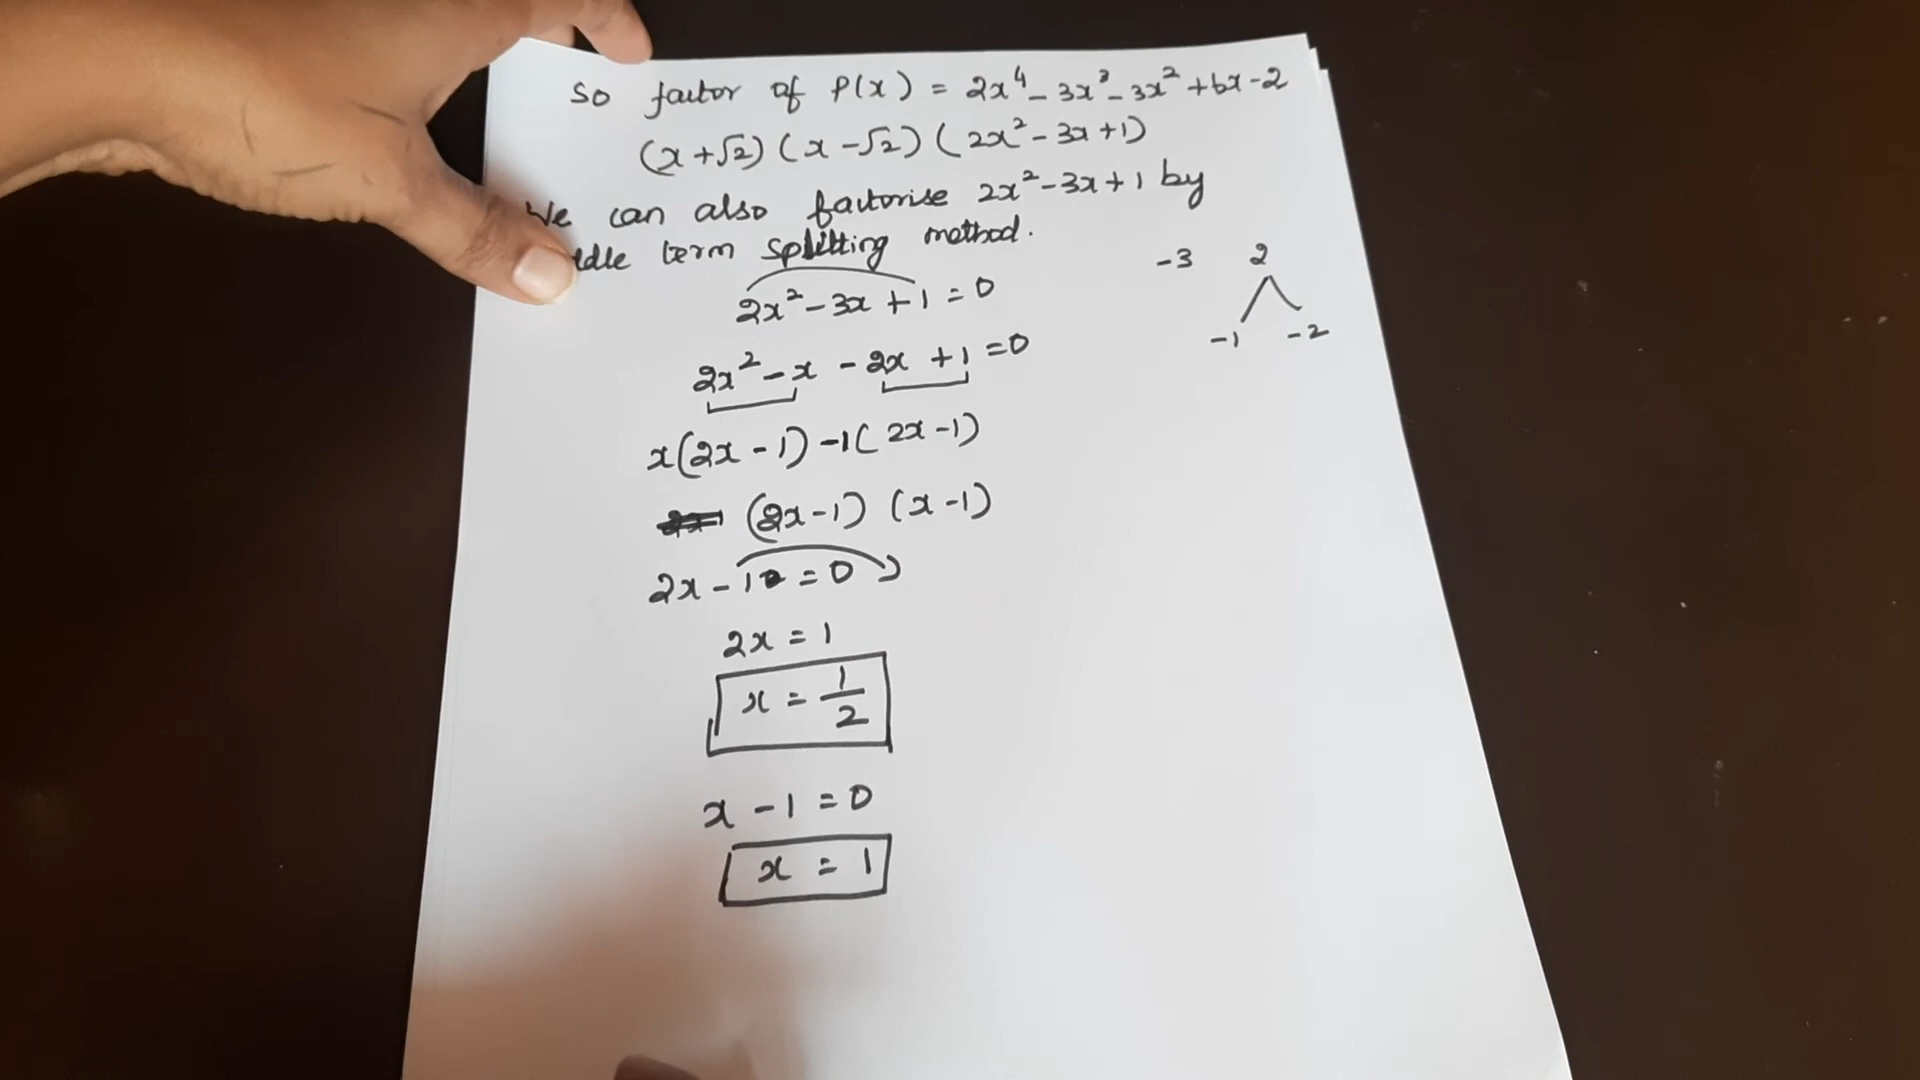 So factor of P(x) = 2x⁴ - 3x³ - 3x² + 6x - 2
(x + √2) (x - √2) (2x² - 3x + 1)
We can also factorise 2x² - 3x + 1 by
term splitting method.
-3 2
-1 -2
2x² - 3x + 1 = 0
2x² - x - 2x + 1 = 0
x(2x - 1) -1( 2x - 1)
(2x - 1) (x - 1)
2x - 1 = 0
2x = 1
x = 1/2
x - 1 = 0
x = 1